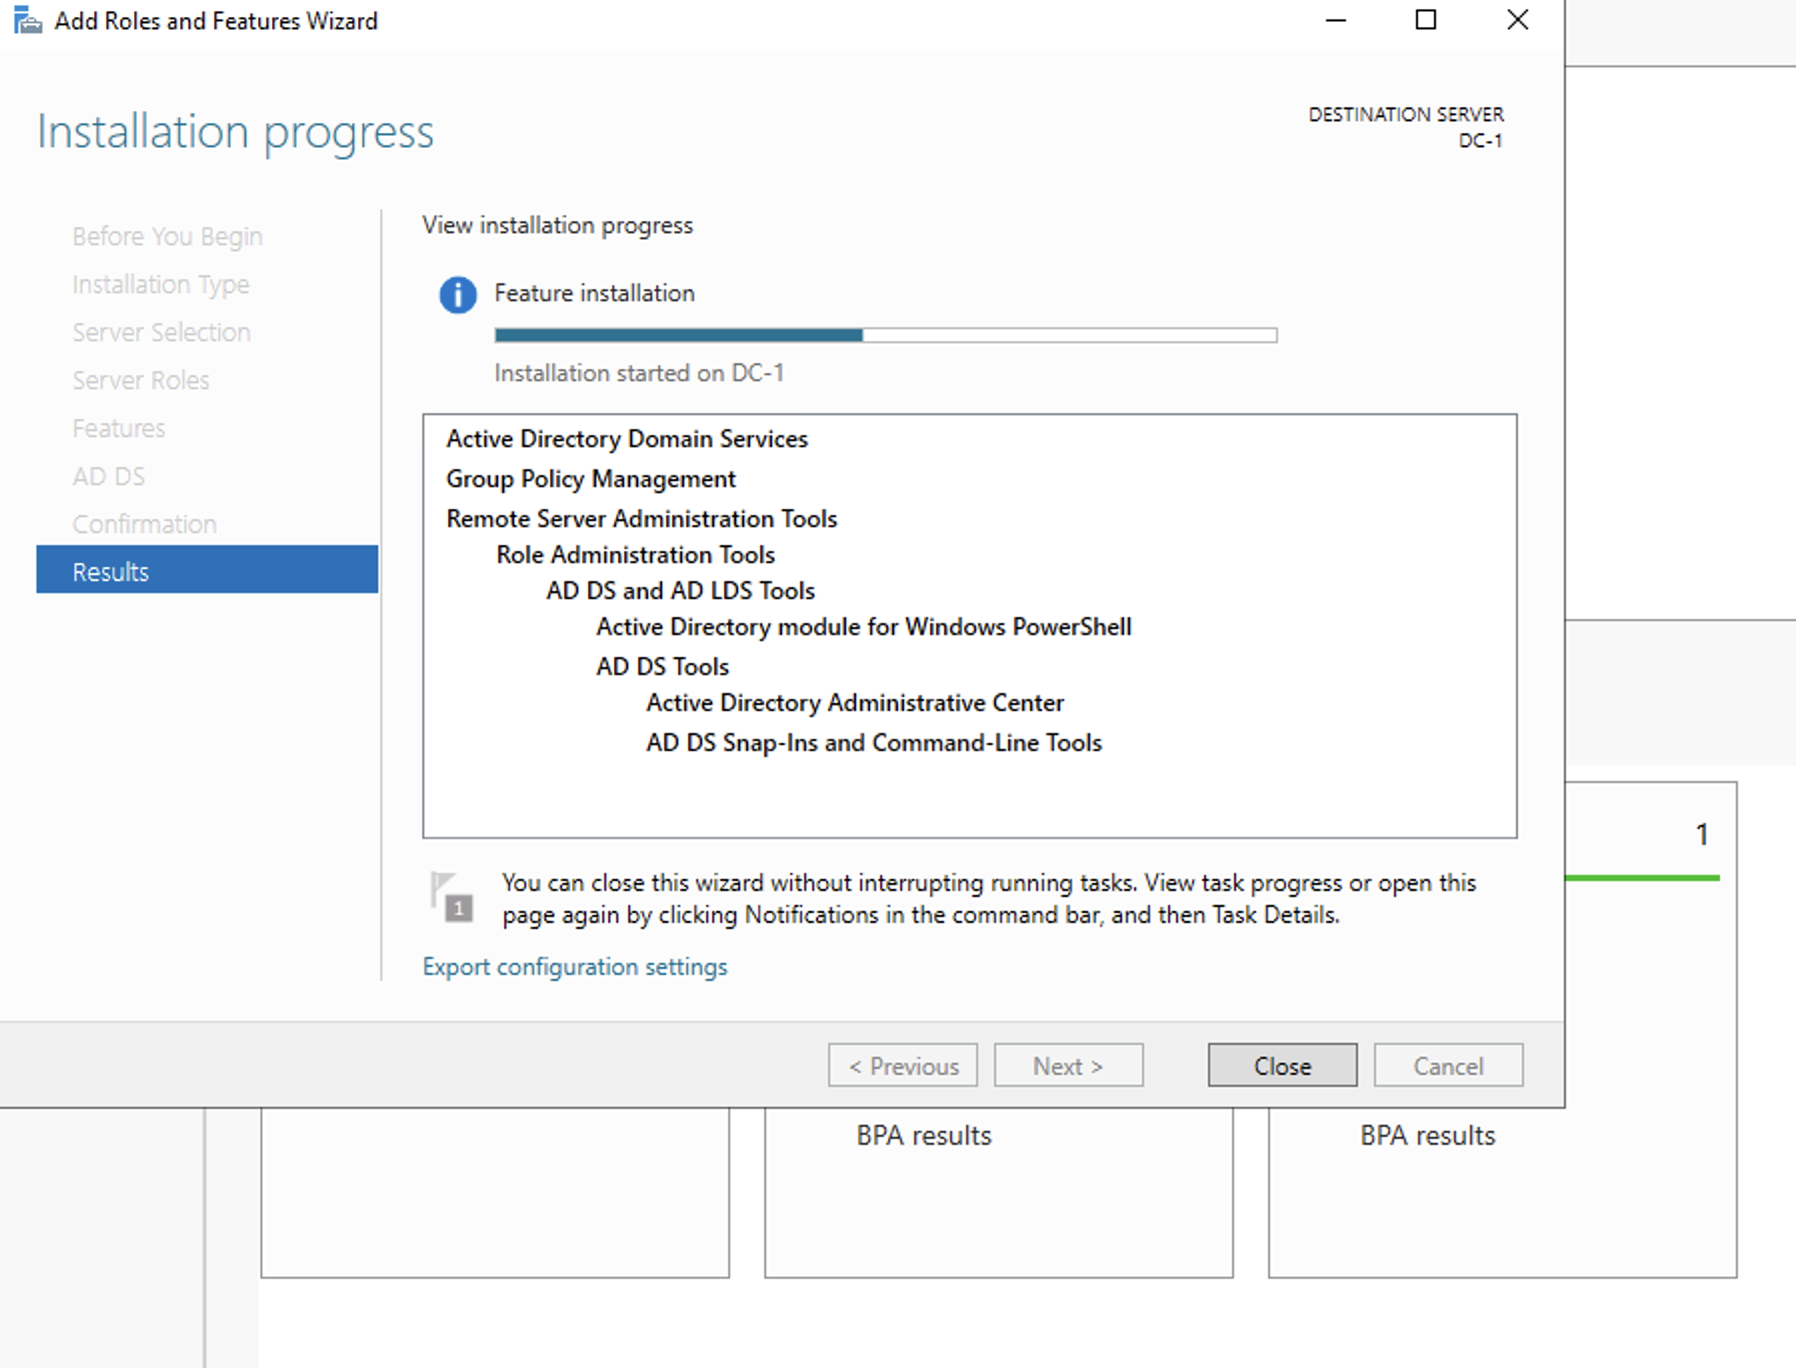 Add Roles and Features Wizard
Installation progress
DESTINATION SERVER
DC-1
Before You Begin
Installation Type
Server Selection
Server Roles
Features
AD DS
Confirmation
Results
View installation progress
Feature installation
Installation started on DC-1
Active Directory Domain Services
Group Policy Management
Remote Server Administration Tools
Role Administration Tools
AD DS and AD LDS Tools
Active Directory module for Windows PowerShell
AD DS Tools
Active Directory Administrative Center
AD DS Snap-Ins and Command-Line Tools
1
You can close this wizard without interrupting running tasks. View task progress or open this
page again by clicking Notifications in the command bar, and then Task Details.
Export configuration settings
< Previous
Next >
Close
Cancel
1
BPA results
BPA results